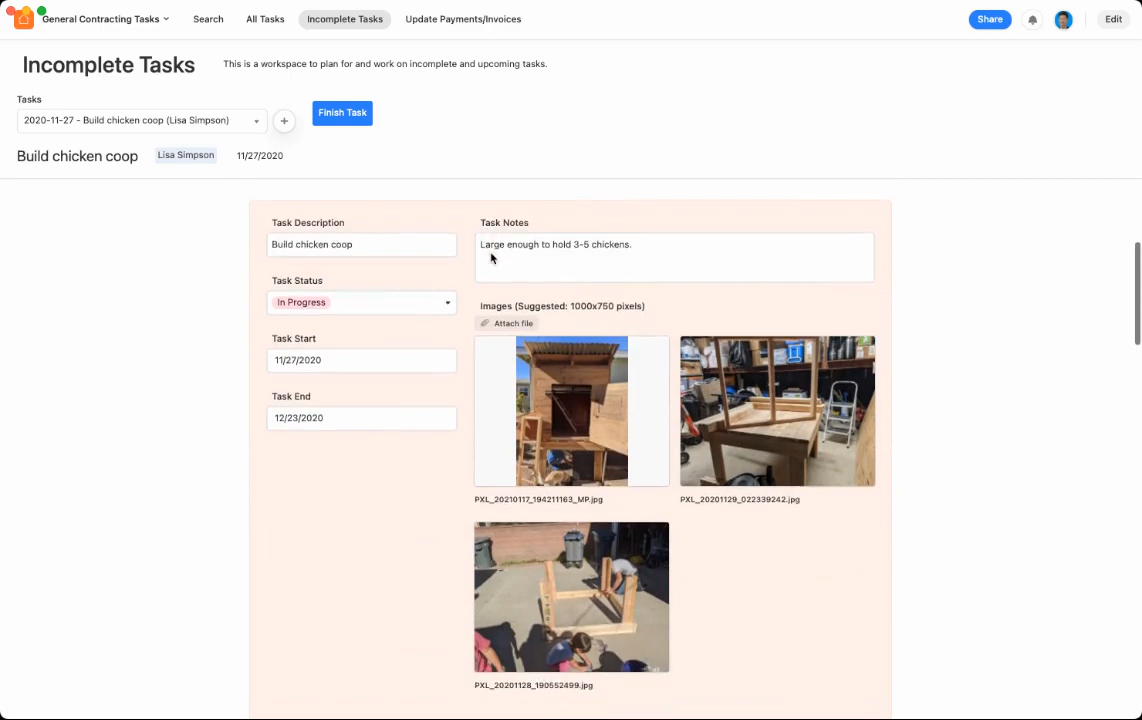 General Contracting Tasks
Search
All Tasks
Incomplete Tasks
Update Payments/Invoices
Share
Edit
Incomplete Tasks
This is a workspace to plan for and work on incomplete and upcoming tasks.
Tasks
2020-11-27 - Build chicken coop (Lisa Simpson)
Finish Task
Build chicken coop
Lisa Simpson
11/27/2020
Task Description
Build chicken coop
Task Status
In Progress
Task Start
11/27/2020
Task End
12/23/2020
Task Notes
Large enough to hold 3-5 chickens.
Images (Suggested: 1000x750 pixels)
Attach file
PXL_20210117_194211163_MP.jpg
PXL_20201129_022339242.jpg
PXL_20201128_190552499.jpg